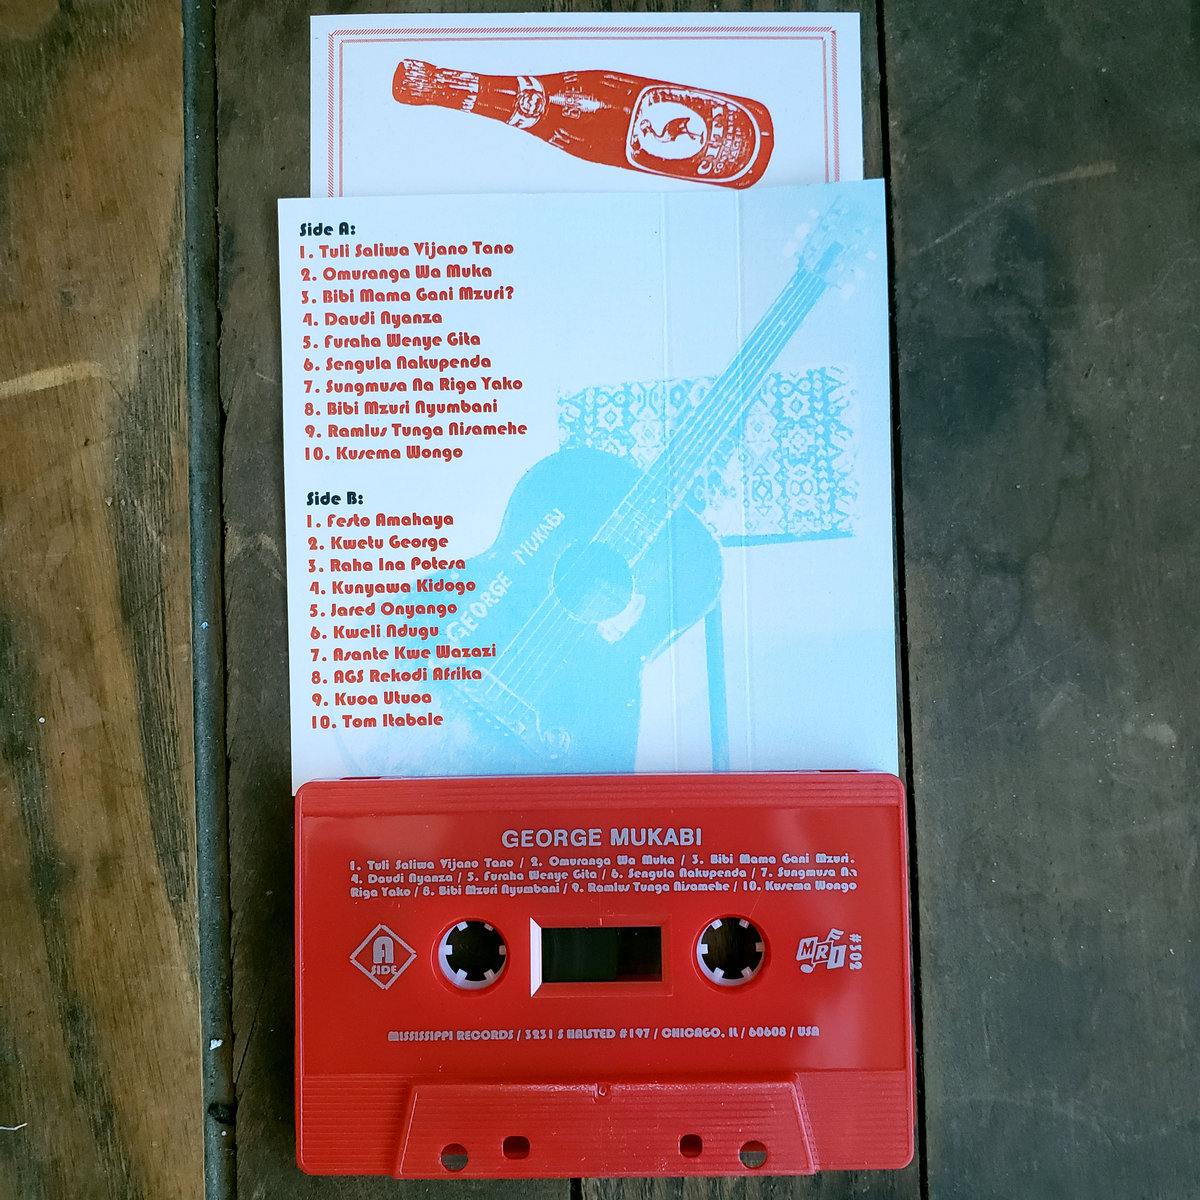 CITY
CONTINENTAL
LAGER
Side A:
1. Tuli Saliwa Vijano Tano
2. Omuranga Wa Muka
3. Bibi Mama Gani Mzuri?
4. Daudi Nyanza
5. Furaha Wenye Gita
6. Sengula Nakupenda
7. Sungmusa Na Riga Yako
8. Bibi Mzuri Nyumbani
9. Ramlus Tunga Nisamehe
10. Kusema Wongo
Side B:
1. Festo Amahaya
2. Kwetu George
3. Raha Ina Potesa
4. Kunyawa Kidogo
5. Jared Onyango
6. Kweli Ndugu
7. Asante Kwe Wazazi
8. AGS Rekodi Afrika
9. Kuoa Utuoa
10. Tom Itabale
GEORGE MUKABI
GEORGE MUKABI
1. Tuli Saliwa Vijano Tano / 2. Omuranga Wa Muka / 3. Bibi Mama Gani Mzuri.
4. Daudi Nyanza / 5. Furaha Wenye Gita / 6. Sengula Nakupenda / 7. Sungmusa Na
Riga Yako / 8. Bibi Mzuri Nyumbani / 9. Ramlus Tunga Nisamehe / 10. Kusema Wongo
A
SIDE
MRI
#302
MISSISSIPPI RECORDS / 3231 S HALSTED #197 / CHICAGO, IL / 60608 / USA